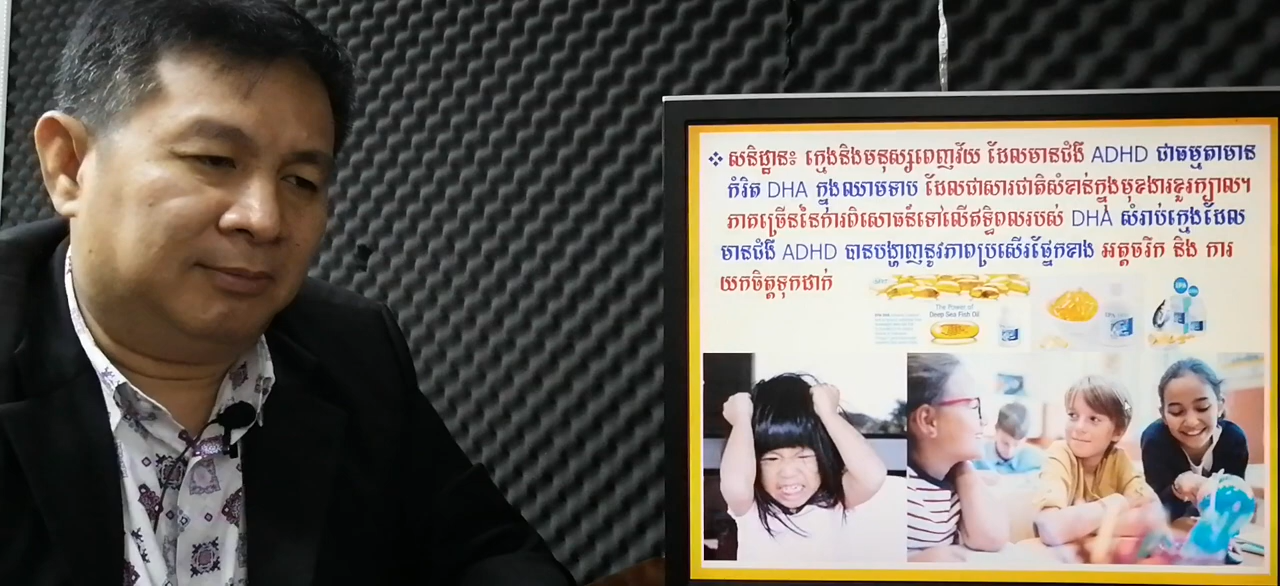 ❖ សនិដ្ឋាន៖ ក្មេងនិងមនុស្សពេញវ័យ ដែលមានជំងឺ ADHD ជាធម្មតាមាន
កំរិត DHA ក្នុងឈាមទាប ដែលជាសារជាតិសំខាន់ក្នុងមុខងារខួរក្បាល។
ភាគច្រើននៃការពិសោធន៍ទៅលើឥទ្ធិពលរបស់ DHA សំរាប់ក្មេងដែល
មានជំងឺ ADHD បានបង្ហាញនូវភាពប្រសើរផ្នែកខាង អត្តចរឹក និង ការ
យកចិត្តទុកដាក់
The Power of
Deep Sea Fish Oil
EPA